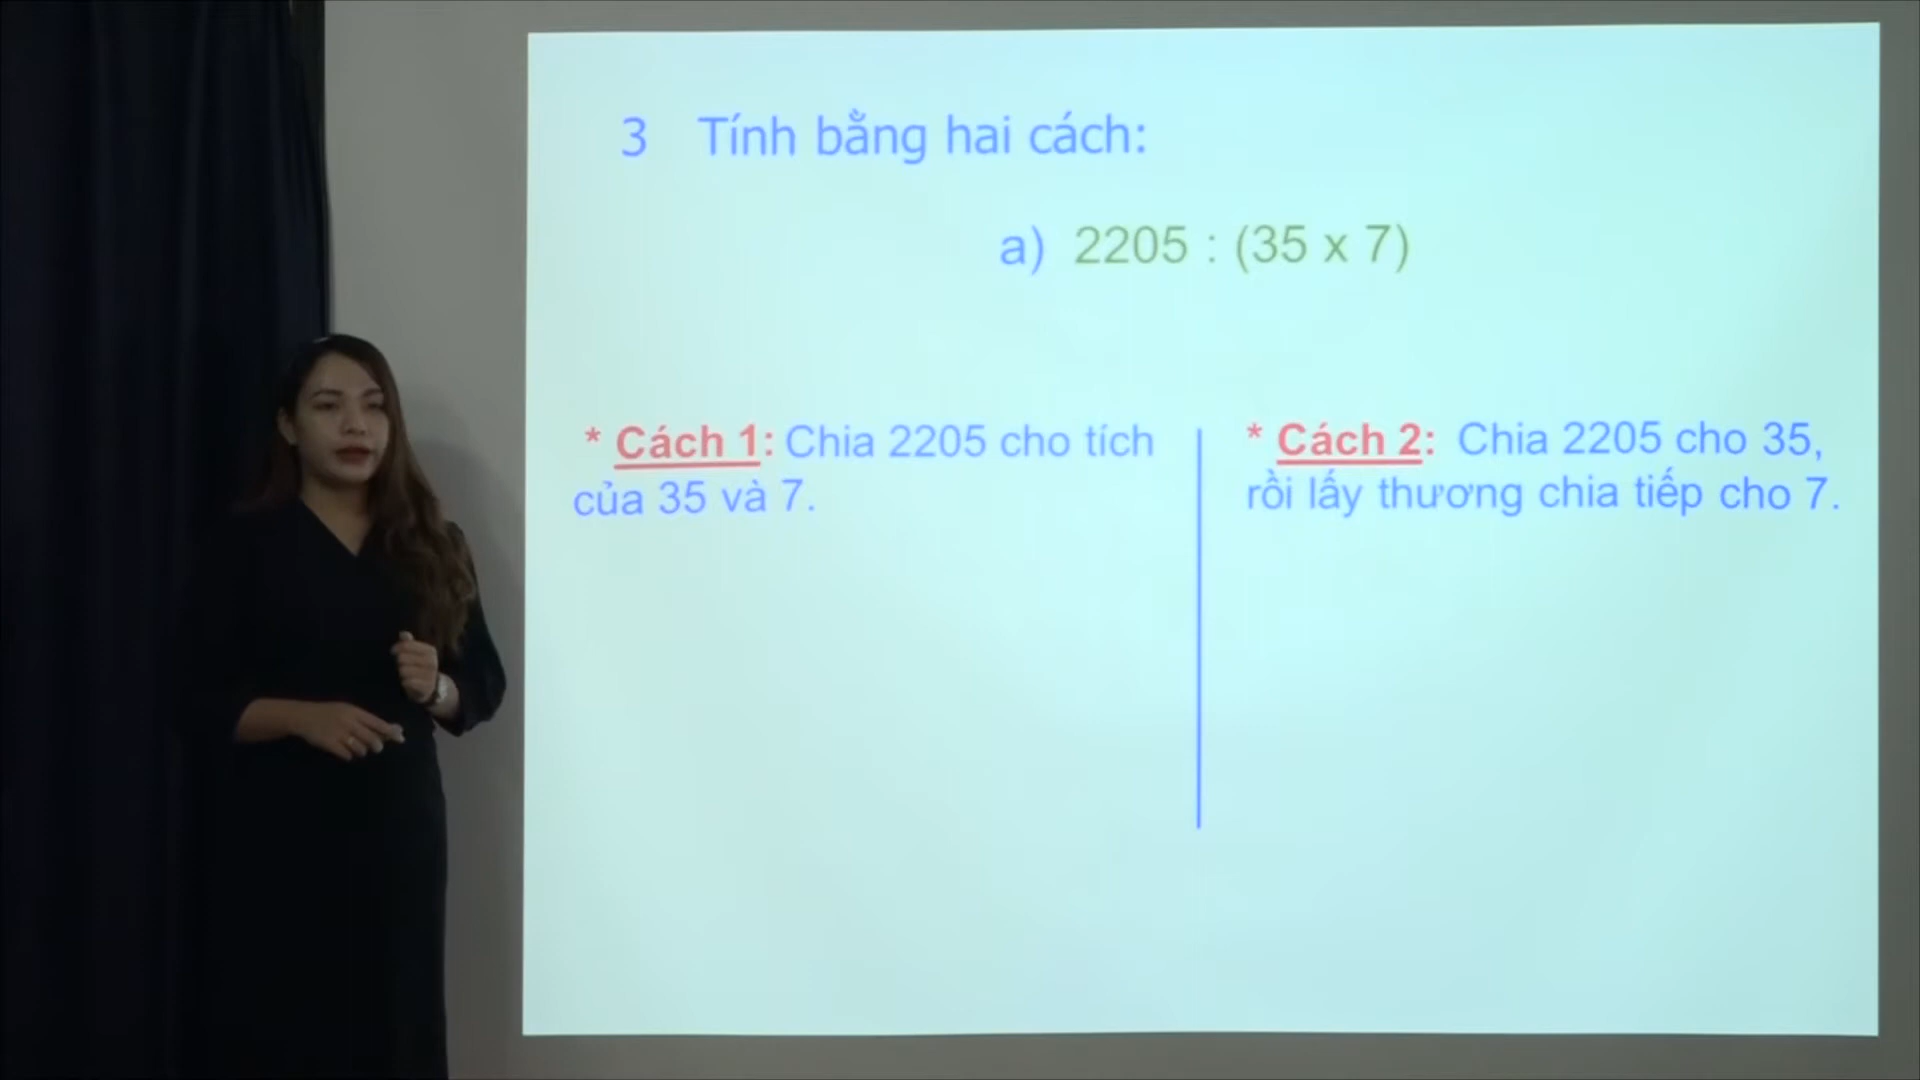 3 Tính bằng hai cách:
a) 2205 : (35 x 7)
* Cách 1: Chia 2205 cho tích
của 35 và 7.
* Cách 2: Chia 2205 cho 35,
rồi lấy thương chia tiếp cho 7.